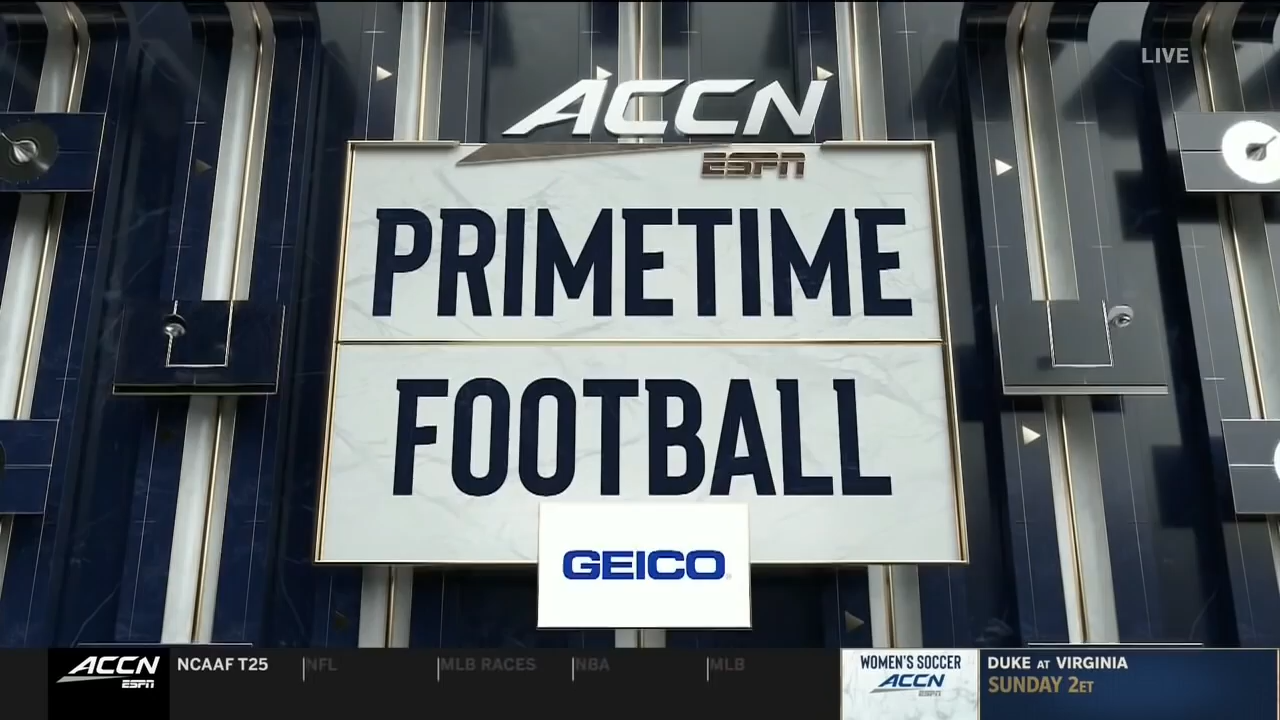 LIVE
ACCN
ESPN
PRIMETIME
FOOTBALL
GEICO
ACCN
ESPN
NCAAF T25
NFL
MLB RACES
NBA
MLB
WOMEN'S SOCCER
ACCN
ESPN
DUKE AT VIRGINIA
SUNDAY 2ET